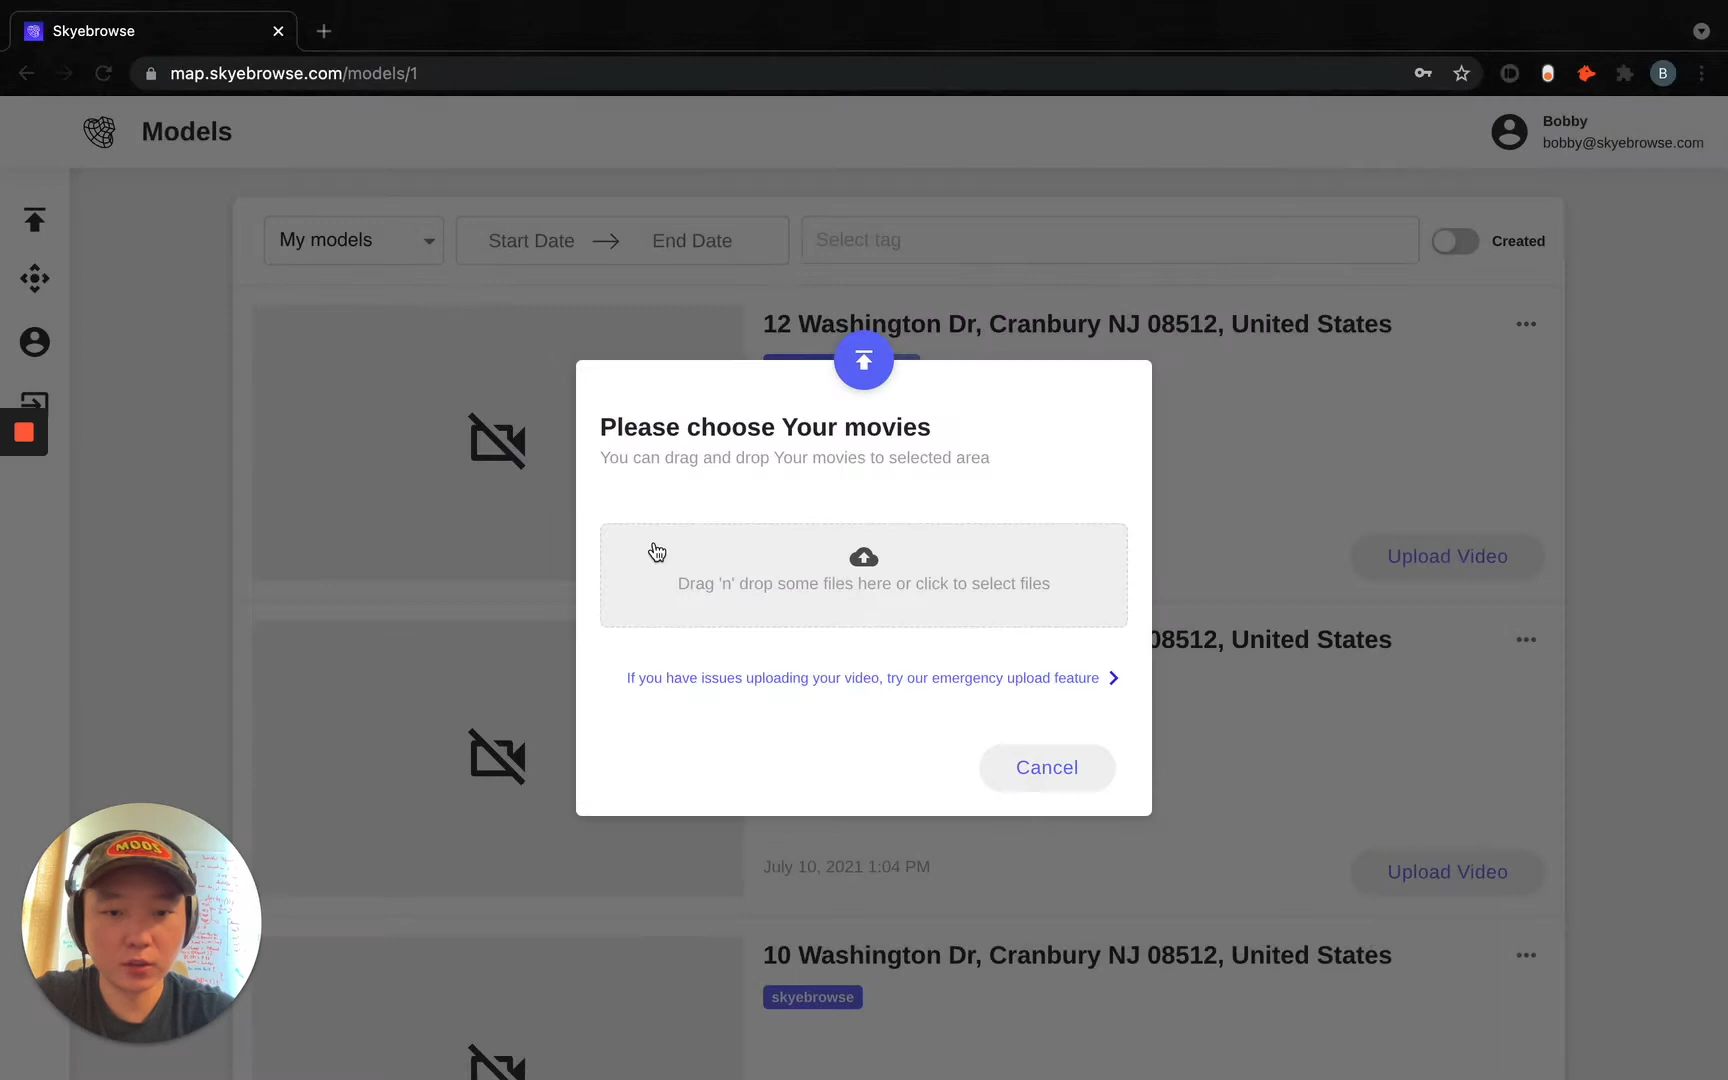 Skyebrowse
map.skyebrowse.com/models/1
B
Models
Bobby
bobby@skyebrowse.com
My models
Start Date
End Date
Select tag
Created
12 Washington Dr, Cranbury NJ 08512, United States
Please choose Your movies
You can drag and drop Your movies to selected area
Upload Video
Drag 'n' drop some files here or click to select files
08512, United States
If you have issues uploading your video, try our emergency upload feature
Cancel
MOOS
July 10, 2021 1:04 PM
Upload Video
10 Washington Dr, Cranbury NJ 08512, United States
skyebrowse